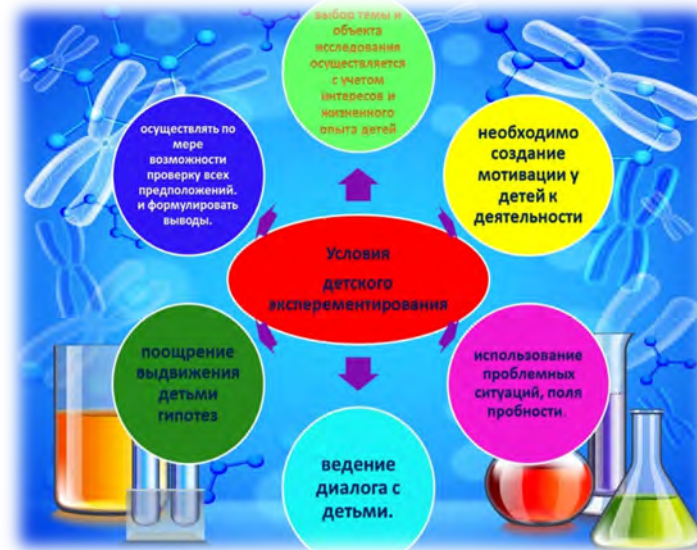 выбор темы и
объекта
исследования
осуществляется
с учетом
интересов и
жизненного
опыта детей
необходимо
создание
мотивации у
детей к
деятельности
использование
проблемных
ситуаций, поля
пробности.
ведение
диалога с
детьми.
поощрение
выдвижения
детьми
гипотез
осуществлять по
мере
возможности
проверку всех
предположений.
и формулировать
выводы.
Условия
детского
эксперементирования